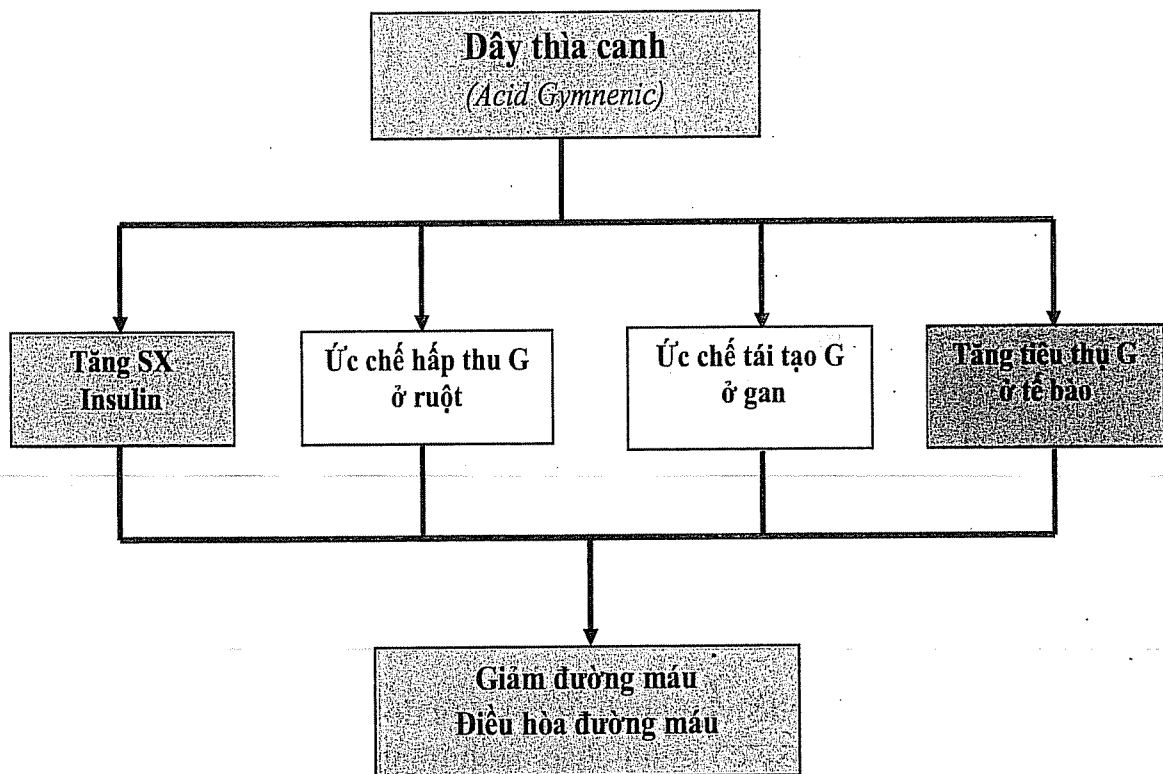 Dây thìa canh
(Acid Gymnenic)
Tăng SX
Insulin
Ức chế hấp thu G
ở ruột
Ức chế tái tạo G
ở gan
Tăng tiêu thụ G
ở tế bào
Giảm đường máu
Điều hòa đường máu